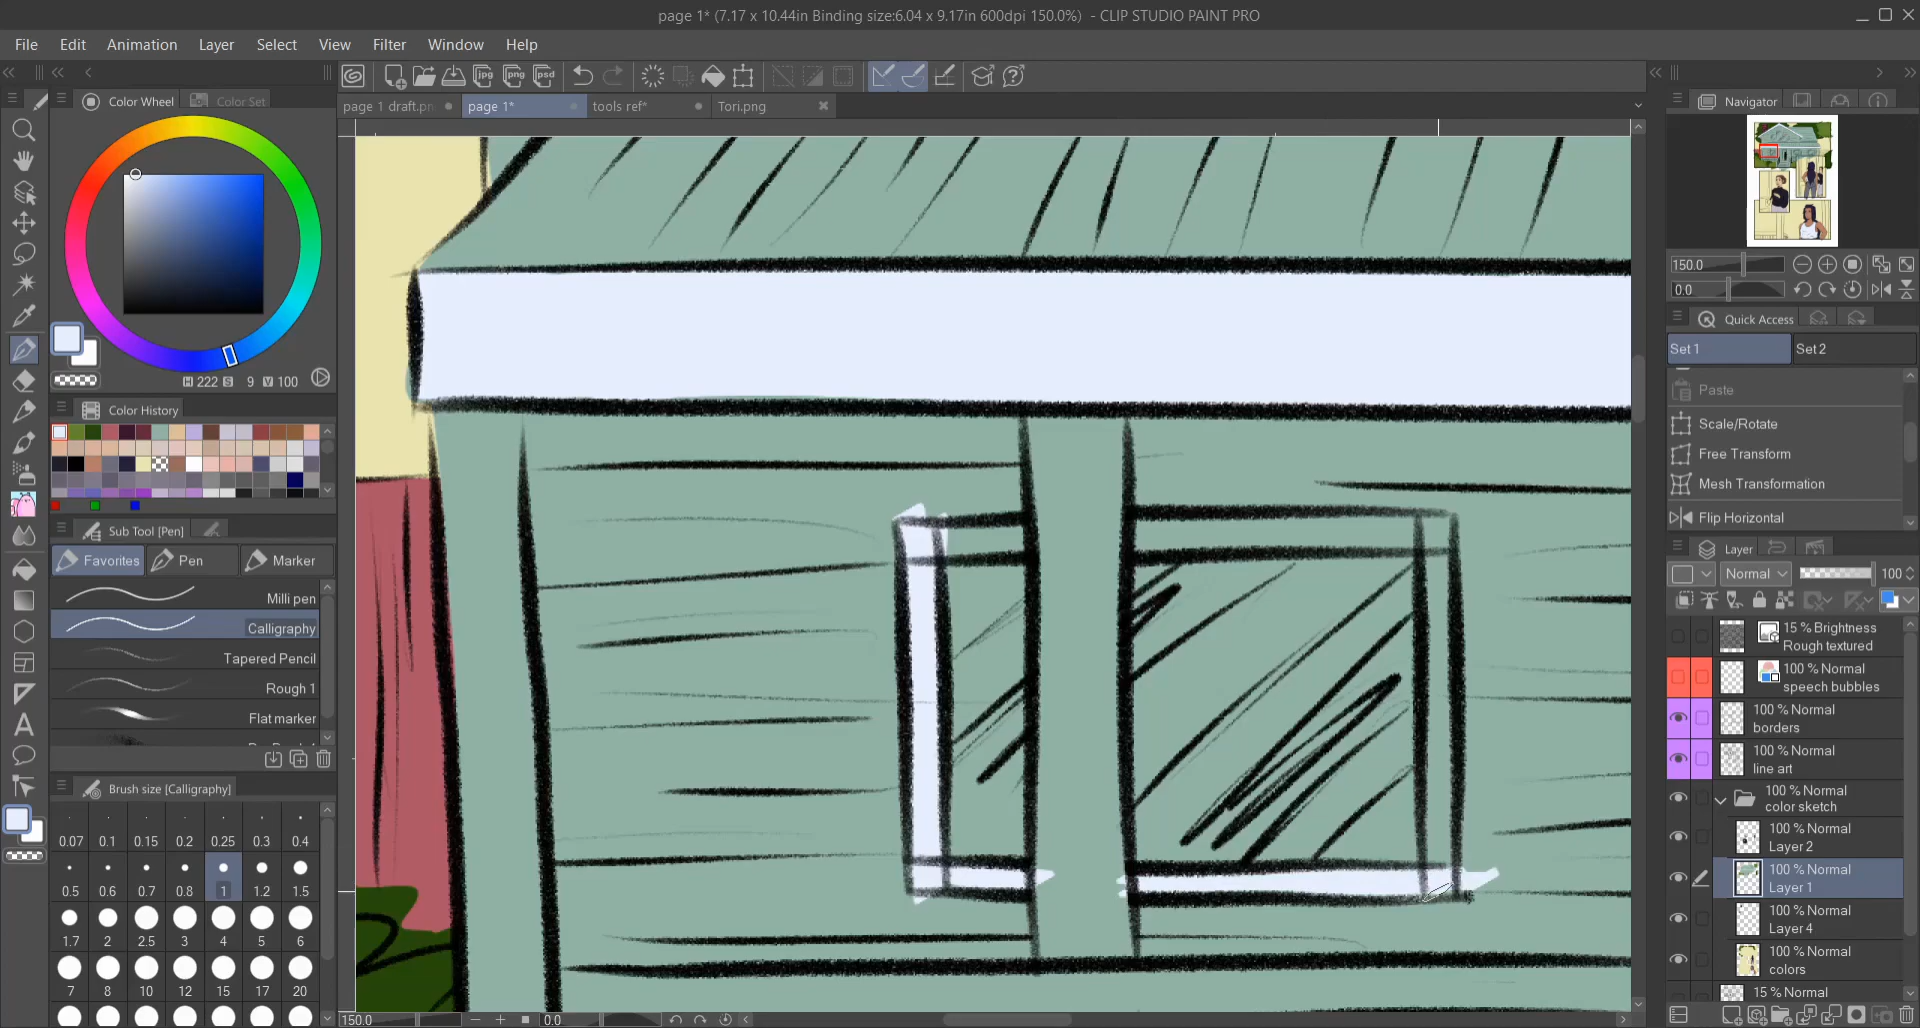 page 1* (7.17 x 10.44in Binding size:6.04 x 9.17in 600dpi 150.0%) - CLIP STUDIO PAINT PRO
File Edit Animation Layer Select View Filter Window Help
jpg png psd
Color Wheel Color Set
page 1 draft.pn page 1* tools ref* Tori.png
Navigator
150.0
0.0
Quick Access
Set 1 Set 2
Paste
Scale/Rotate
Free Transform
Mesh Transformation
Flip Horizontal
H 222 S 9 V 100
Color History
Sub Tool [Pen]
Favorites Pen Marker
Milli pen
Calligraphy
Tapered Pencil
Rough 1
Flat marker
Brush size [Calligraphy]
0.07 0.1 0.15 0.2 0.25 0.3 0.4
0.5 0.6 0.7 0.8 1 1.2 1.5
1.7 2 2.5 3 4 5 6
7 8 10 12 15 17 20
Layer
Normal 100
15 % Brightness
Rough textured
100 % Normal
speech bubbles
100 % Normal
borders
100 % Normal
line art
100 % Normal
color sketch
100 % Normal
Layer 2
100 % Normal
Layer 1
100 % Normal
Layer 4
100 % Normal
colors
15 % Normal
150.0 0.0